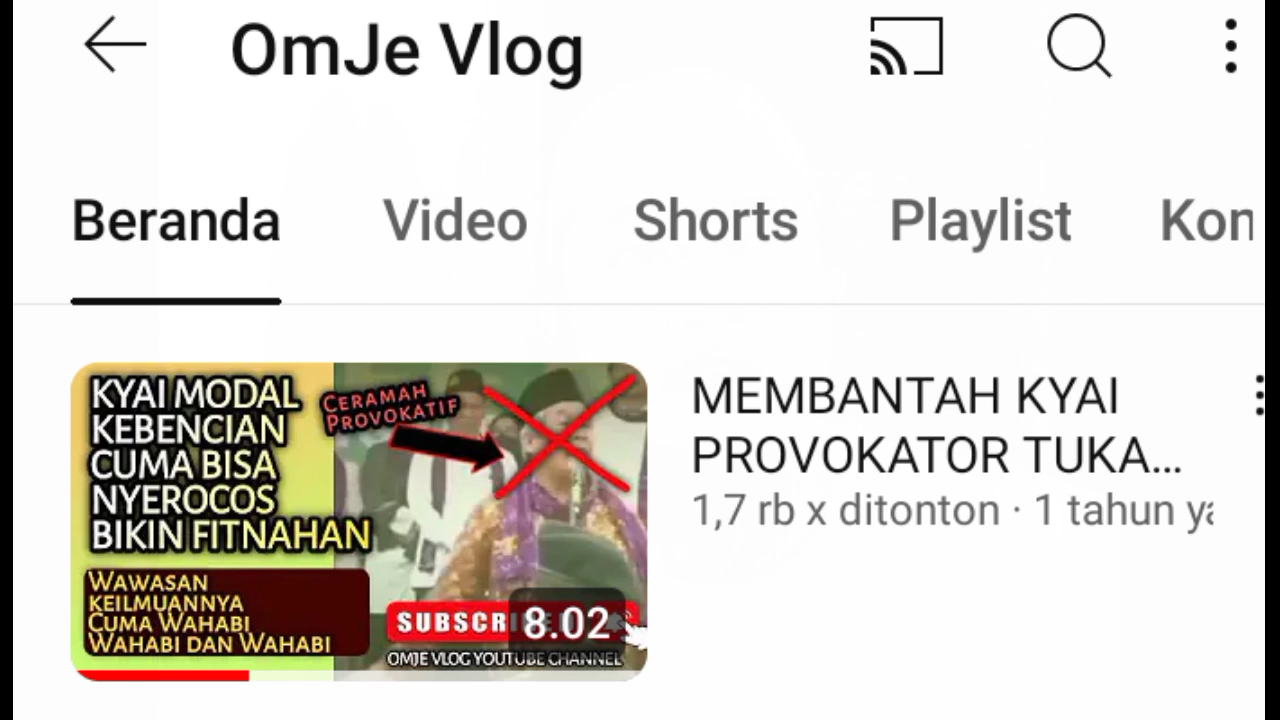 OmJe Vlog
Beranda Video Shorts Playlist Kon
KYAI MODAL
KEBENCIAN
CUMA BISA
NYEROCOS
BIKIN FITNAHAN
CERAMAH
PROVOKATIF
WAWASAN
KEILMUANNYA
CUMA WAHABI
WAHABI DAN WAHABI
SUBSCR
8.02
OMJE VLOG YOUTUBE CHANNEL
MEMBANTAH KYAI
PROVOKATOR TUKA...
1,7 rb x ditonton · 1 tahun ya